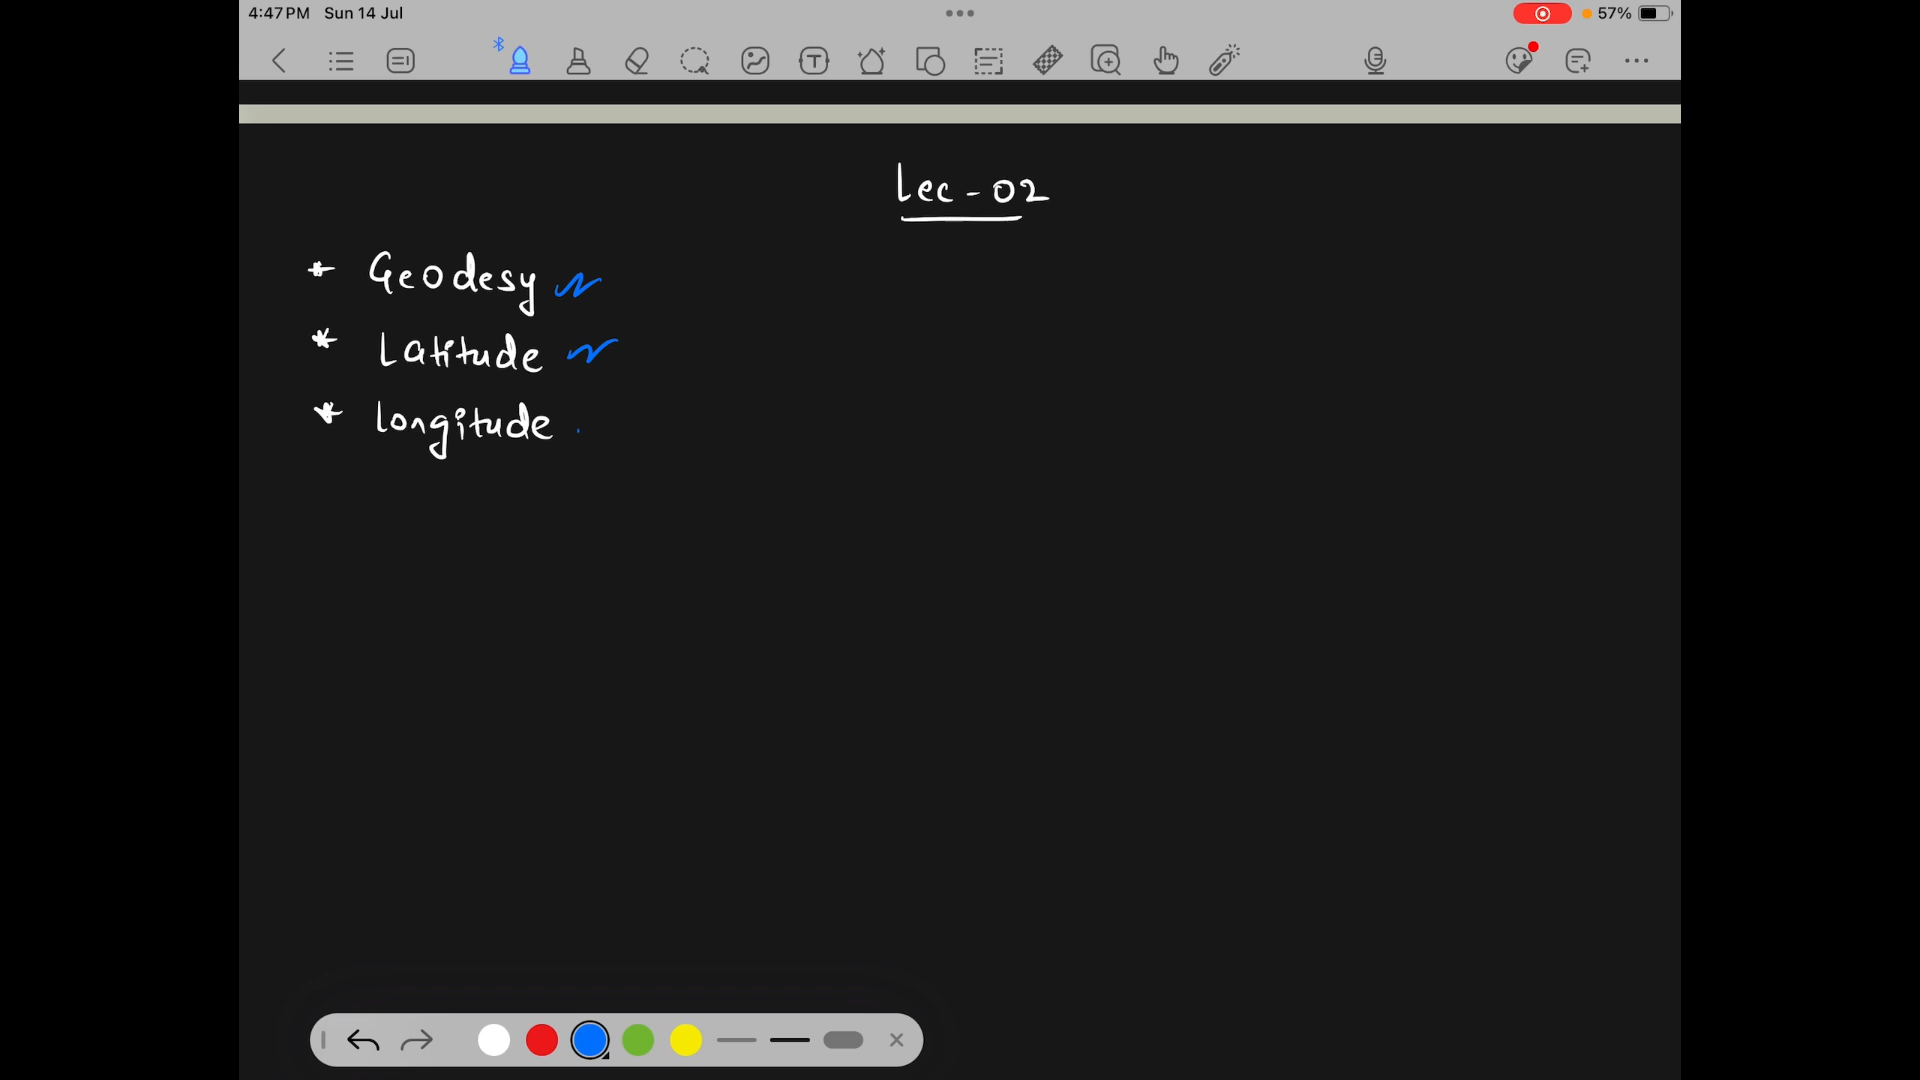 4:47 PM Sun 14 Jul
57%
Lec - 02
* Geodesy
* Latitude
* Longitude